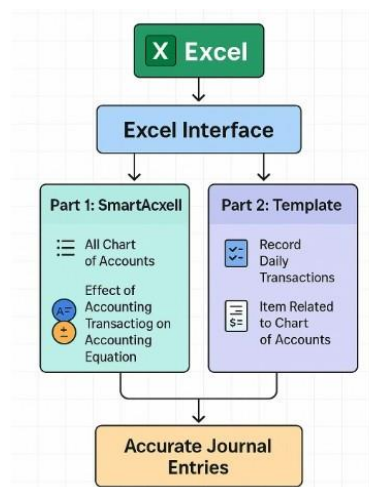 X Excel
Excel Interface
Part 1: SmartAcxell
All Chart
of Accounts
Effect of
Accounting
Transactiog on
Accounting
Equation
A=
±
Part 2: Template
Record
Daily
Transactions
$=
Item Related
to Chart
of Accounts
Accurate Journal
Entries